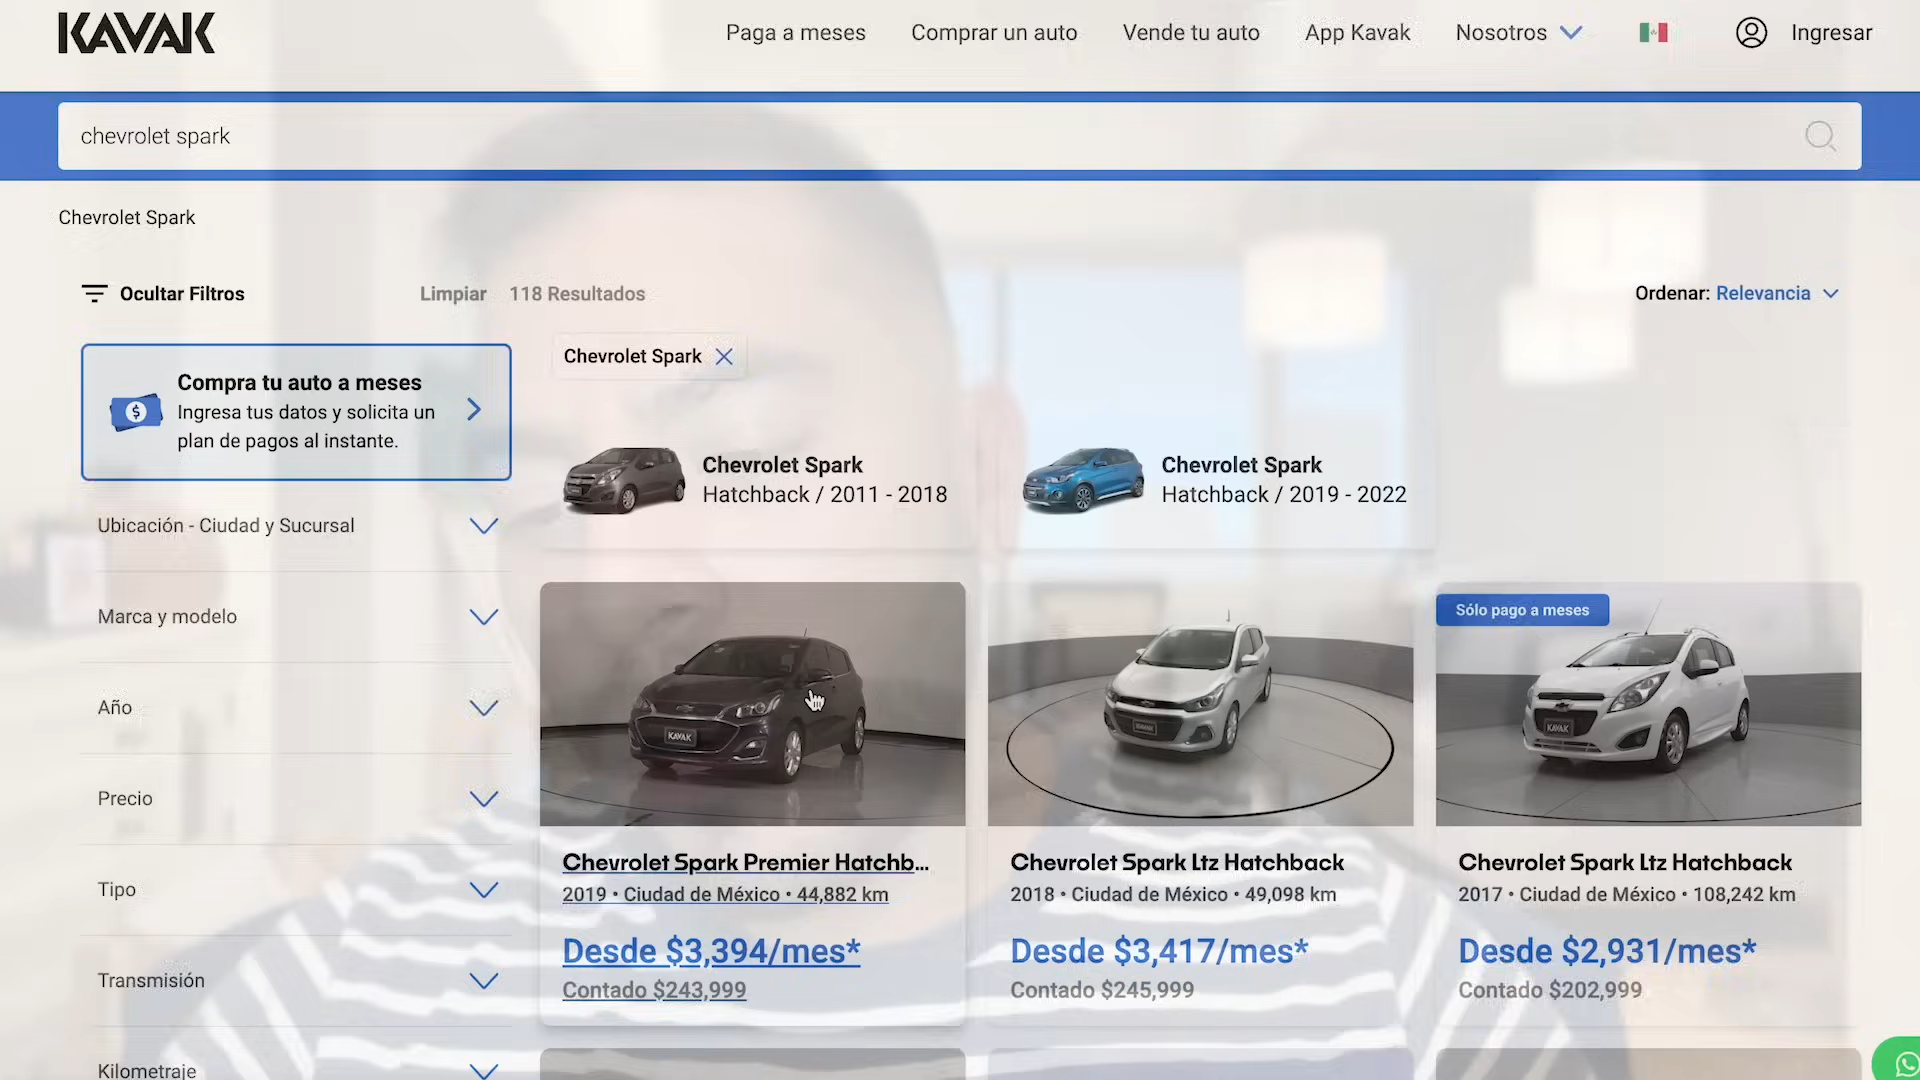 KAVAK
Paga a meses
Comprar un auto
Vende tu auto
App Kavak
Nosotros
Ingresar
chevrolet spark
Chevrolet Spark
Ocultar Filtros
Limpiar
118 Resultados
Ordenar: Relevancia
Chevrolet Spark
Compra tu auto a meses
Ingresa tus datos y solicita un
plan de pagos al instante.
Chevrolet Spark
Hatchback / 2011 - 2018
Chevrolet Spark
Hatchback / 2019 - 2022
Ubicación - Ciudad y Sucursal
Marca y modelo
Año
Precio
Tipo
Transmisión
Kilometraje
KAVAK
Chevrolet Spark Premier Hatchb...
2019 • Ciudad de México • 44,882 km
Desde $3,394/mes*
Contado $243,999
KAVAK
Chevrolet Spark Ltz Hatchback
2018 • Ciudad de México • 49,098 km
Desde $3,417/mes*
Contado $245,999
Sólo pago a meses
KAVAK
Chevrolet Spark Ltz Hatchback
2017 • Ciudad de México • 108,242 km
Desde $2,931/mes*
Contado $202,999